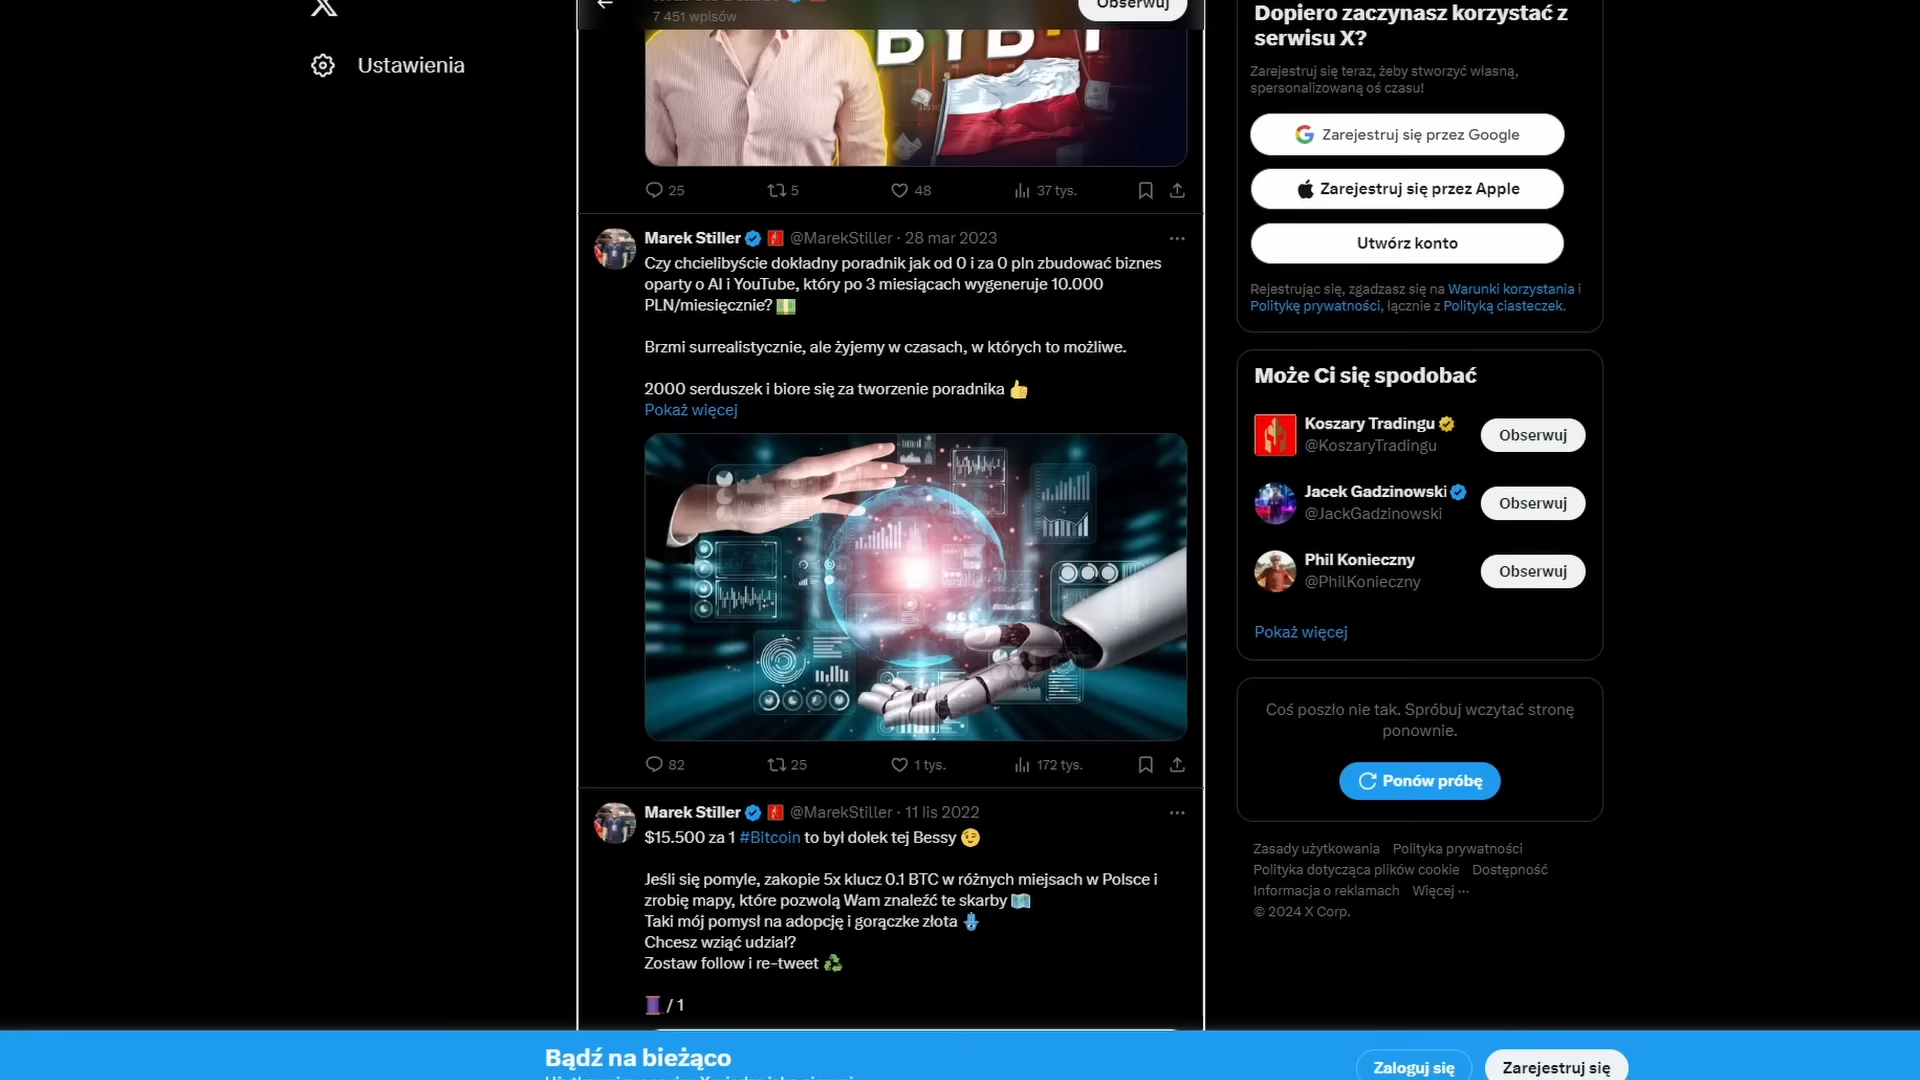 Ustawienia
7 451 wpisów
Obserwuj
BYB
25
5
48
37 tys.
Marek Stiller @MarekStiller · 28 mar 2023
Czy chcielibyście dokładny poradnik jak od 0 i za 0 pln zbudować biznes
oparty o AI i YouTube, który po 3 miesiącach wygeneruje 10.000
PLN/miesięcznie?
Brzmi surrealistycznie, ale żyjemy w czasach, w których to możliwe.
2000 serduszek i biore się za tworzenie poradnika
Pokaż więcej
82
25
1 tys.
172 tys.
Marek Stiller @MarekStiller · 11 lis 2022
$15.500 za 1 #Bitcoin to był dołek tej Bessy
Jeśli się pomyle, zakopie 5x klucz 0.1 BTC w różnych miejsach w Polsce i
zrobię mapy, które pozwolą Wam znaleźć te skarby
Taki mój pomysł na adopcję i gorączke złota
Chcesz wziąć udział?
Zostaw follow i re-tweet
/ 1
Dopiero zaczynasz korzystać z
serwisu X?
Zarejestruj się teraz, żeby stworzyć własną,
spersonalizowaną oś czasu!
Zarejestruj się przez Google
Zarejestruj się przez Apple
Utwórz konto
Rejestrując się, zgadzasz się na Warunki korzystania i
Politykę prywatności, łącznie z Polityką ciasteczek.
Może Ci się spodobać
Koszary Tradingu
@KoszaryTradingu
Obserwuj
Jacek Gadzinowski
@JackGadzinowski
Obserwuj
Phil Konieczny
@PhilKonieczny
Obserwuj
Pokaż więcej
Coś poszło nie tak. Spróbuj wczytać stronę
ponownie.
Ponów próbę
Zasady użytkowania Polityka prywatności
Polityka dotycząca plików cookie Dostępność
Informacja o reklamach Więcej ···
© 2024 X Corp.
Bądź na bieżąco
Zaloguj się
Zarejestruj się